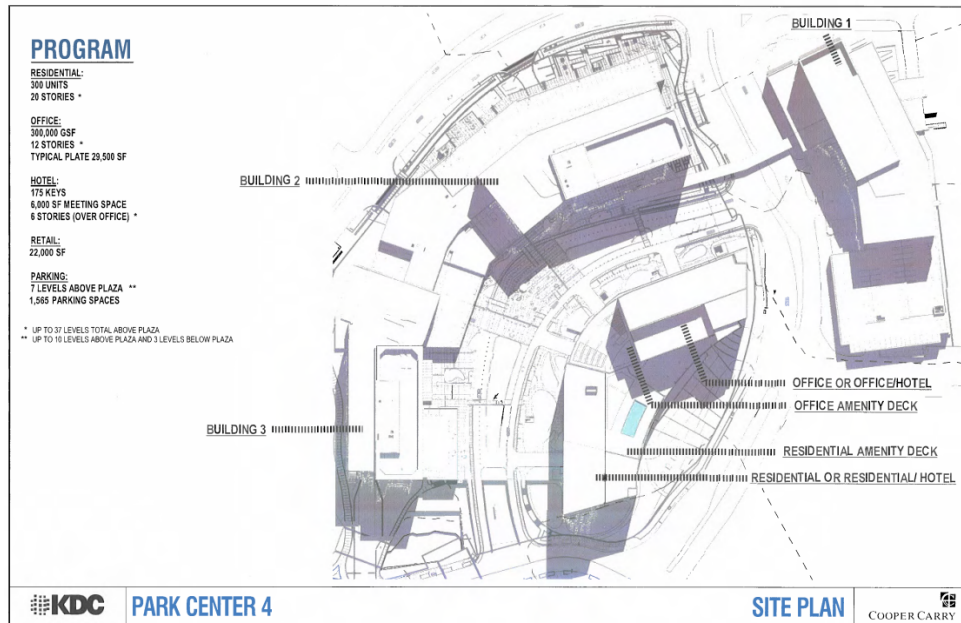 PROGRAM
RESIDENTIAL:
300 UNITS
20 STORIES *
OFFICE:
300,000 GSF
12 STORIES *
TYPICAL PLATE 29,500 SF
HOTEL:
175 KEYS
6,000 SF MEETING SPACE
6 STORIES (OVER OFFICE) *
RETAIL:
22,000 SF
PARKING:
7 LEVELS ABOVE PLAZA **
1,565 PARKING SPACES
* UP TO 37 LEVELS TOTAL ABOVE PLAZA
** UP TO 10 LEVELS ABOVE PLAZA AND 3 LEVELS BELOW PLAZA
BUILDING 1
BUILDING 2
BUILDING 3
OFFICE OR OFFICE/HOTEL
OFFICE AMENITY DECK
RESIDENTIAL AMENITY DECK
RESIDENTIAL OR RESIDENTIAL/ HOTEL
KDC
PARK CENTER 4
SITE PLAN
COOPER CARRY